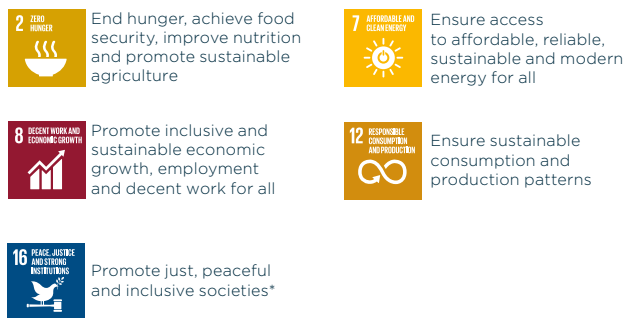 2 ZERO
HUNGER
End hunger, achieve food
security, improve nutrition
and promote sustainable
agriculture
7 AFFORDABLE AND
CLEAN ENERGY
Ensure access
to affordable, reliable,
sustainable and modern
energy for all
8 DECENT WORK AND
ECONOMIC GROWTH
Promote inclusive and
sustainable economic
growth, employment
and decent work for all
12 RESPONSIBLE
CONSUMPTION
AND PRODUCTION
Ensure sustainable
consumption and
production patterns
16 PEACE, JUSTICE
AND STRONG
INSTITUTIONS
Promote just, peaceful
and inclusive societies*